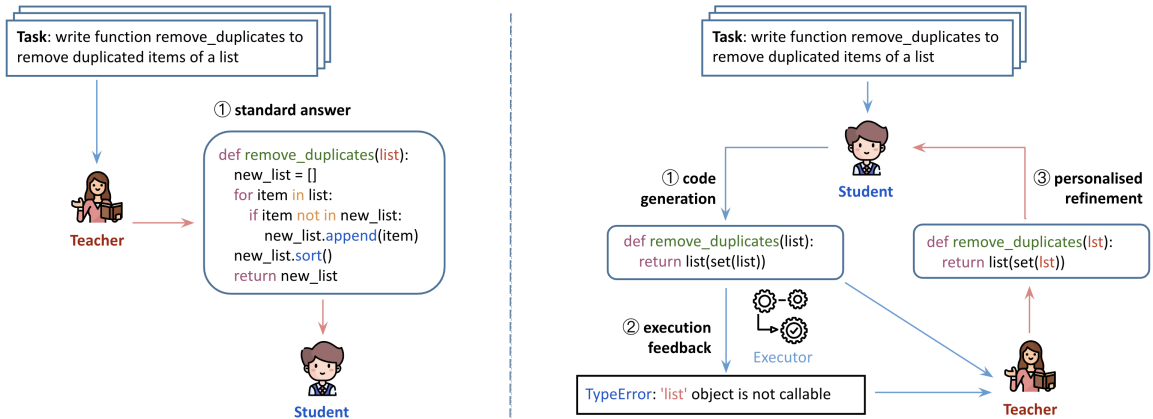 Task: write function remove_duplicates to
remove duplicated items of a list
① standard answer
def remove_duplicates(list):
new_list = []
for item in list:
if item not in new_list:
new_list.append(item)
new_list.sort()
return new_list
Teacher
Student
Task: write function remove_duplicates to
remove duplicated items of a list
Student
① code
generation
③ personalised
refinement
def remove_duplicates(list):
return list(set(list))
def remove_duplicates(lst):
return list(set(lst))
② execution
feedback
Executor
TypeError: 'list' object is not callable
Teacher